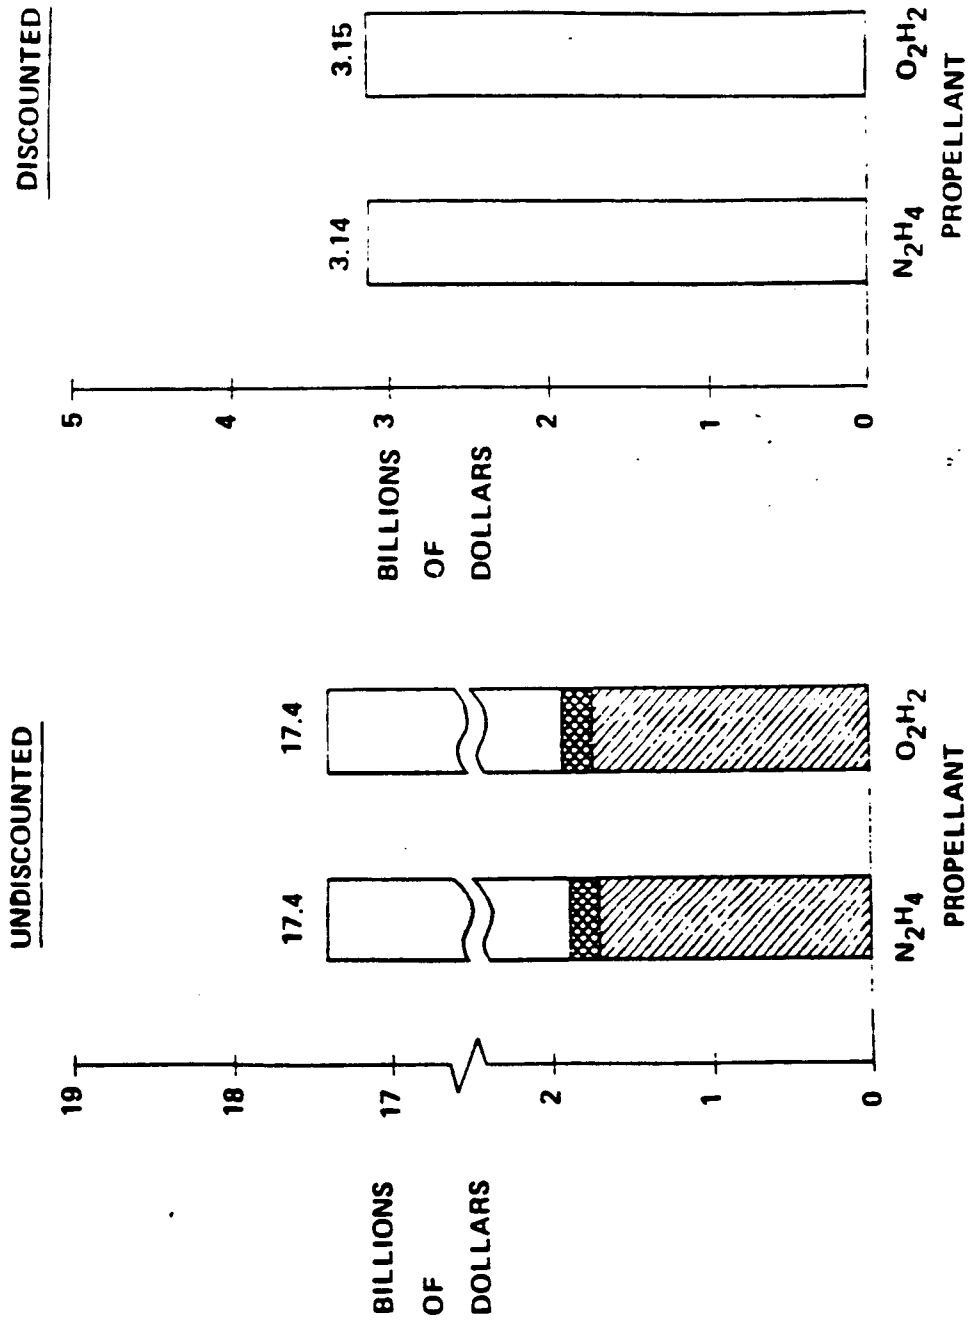 UNDISCOUNTED
19
18
17
2
1
0
BILLIONS
OF
DOLLARS
17.4
17.4
N2H4
O2H2
PROPELLANT
DISCOUNTED
5
4
3
2
1
0
BILLIONS
OF
DOLLARS
3.14
3.15
N2H4
O2H2
PROPELLANT